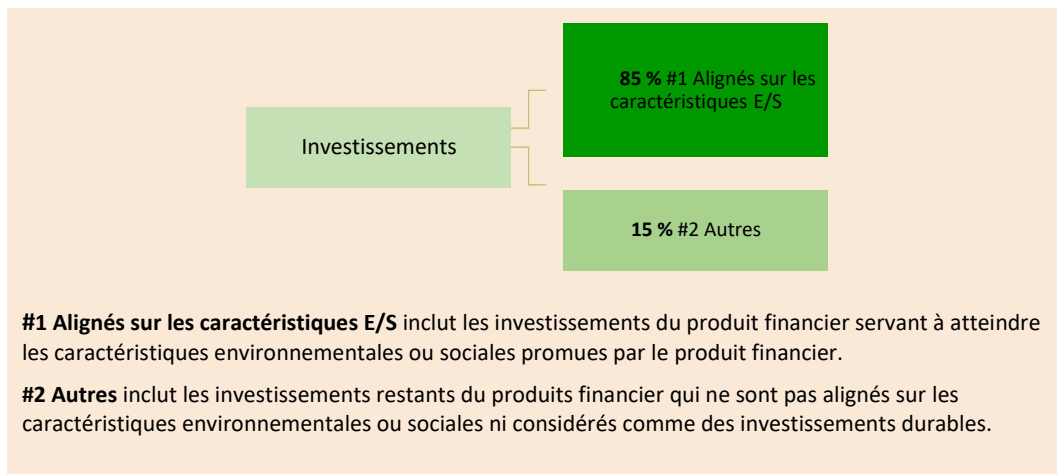 85 % #1 Alignés sur les
caractéristiques E/S
Investissements
15 % #2 Autres
#1 Alignés sur les caractéristiques E/S inclut les investissements du produit financier servant à atteindre
les caractéristiques environnementales ou sociales promues par le produit financier.
#2 Autres inclut les investissements restants du produits financier qui ne sont pas alignés sur les
caractéristiques environnementales ou sociales ni considérés comme des investissements durables.